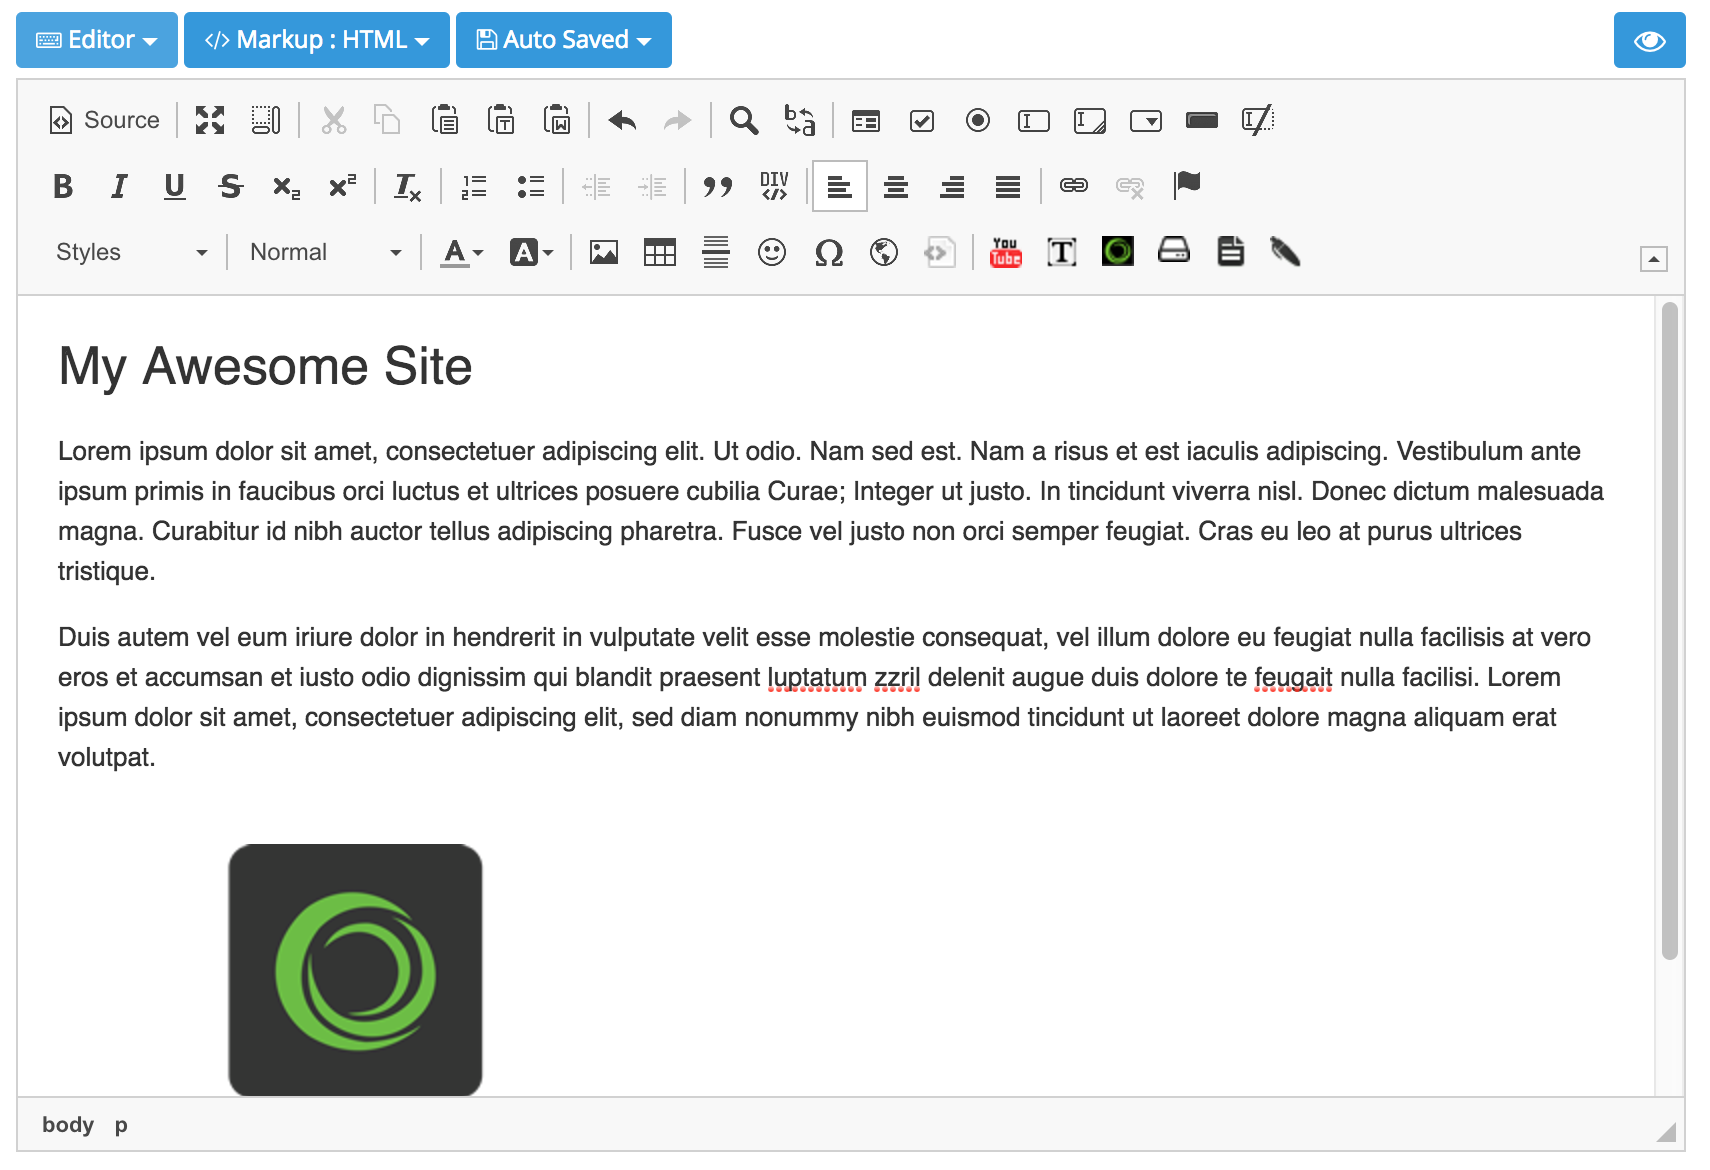 Editor </> Markup : HTML Auto Saved
Source
B I U S x₂ x² Tx DIV </>
Styles Normal A A Ω You Tube T
My Awesome Site
Lorem ipsum dolor sit amet, consectetuer adipiscing elit. Ut odio. Nam sed est. Nam a risus et est iaculis adipiscing. Vestibulum ante
ipsum primis in faucibus orci luctus et ultrices posuere cubilia Curae; Integer ut justo. In tincidunt viverra nisl. Donec dictum malesuada
magna. Curabitur id nibh auctor tellus adipiscing pharetra. Fusce vel justo non orci semper feugiat. Cras eu leo at purus ultrices
tristique.
Duis autem vel eum iriure dolor in hendrerit in vulputate velit esse molestie consequat, vel illum dolore eu feugiat nulla facilisis at vero
eros et accumsan et iusto odio dignissim qui blandit praesent luptatum zzril delenit augue duis dolore te feugait nulla facilisi. Lorem
ipsum dolor sit amet, consectetuer adipiscing elit, sed diam nonummy nibh euismod tincidunt ut laoreet dolore magna aliquam erat
volutpat.
body p